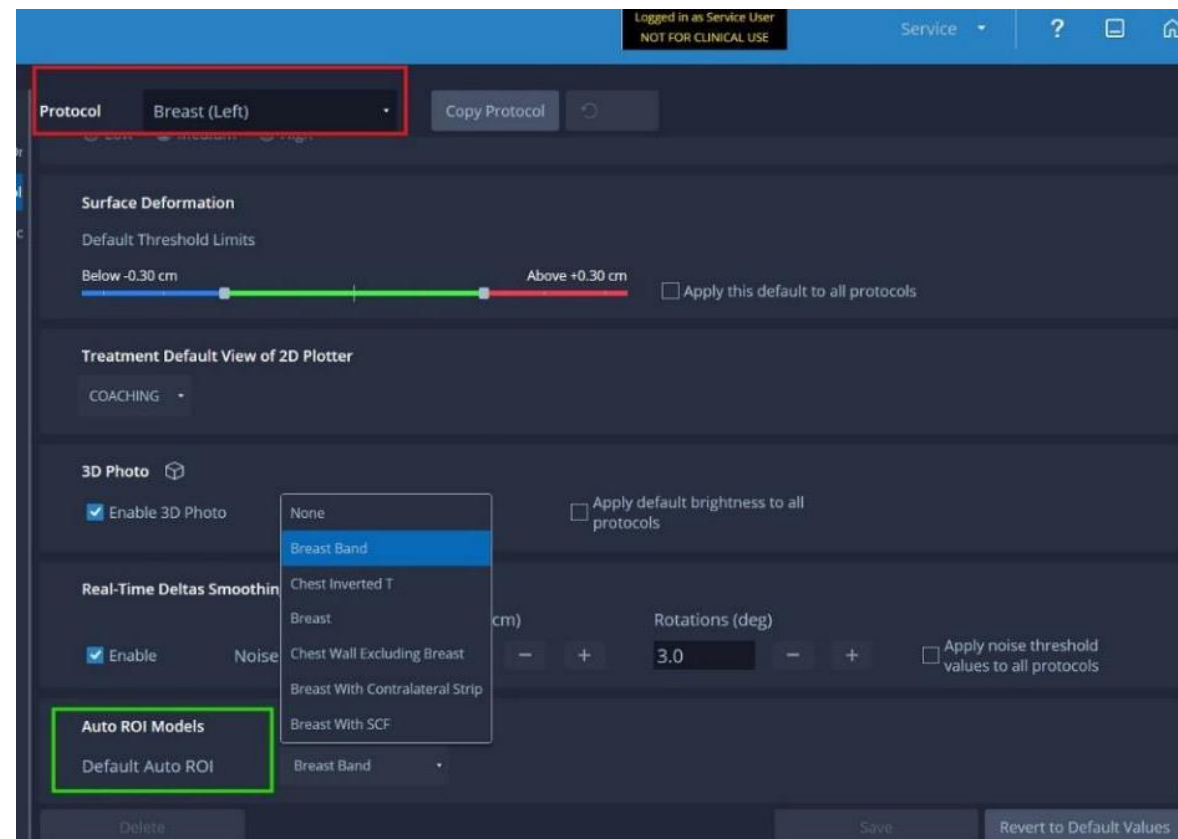 Logged in as Service User
NOT FOR CLINICAL USE
Service
?
Protocol
Breast (Left)
Copy Protocol
Surface Deformation
Default Threshold Limits
Below -0.30 cm
Above +0.30 cm
Apply this default to all protocols
Treatment Default View of 2D Plotter
COACHING
3D Photo
Enable 3D Photo
Apply default brightness to all
protocols
None
Breast Band
Chest Inverted T
Breast
Chest Wall Excluding Breast
Breast With Contralateral Strip
Breast With SCF
Real-Time Deltas Smoothin
cm)
Rotations (deg)
Enable
Noise
− +
3.0
− +
Apply noise threshold
values to all protocols
Auto ROI Models
Default Auto ROI
Breast Band
Delete
Save
Revert to Default Values